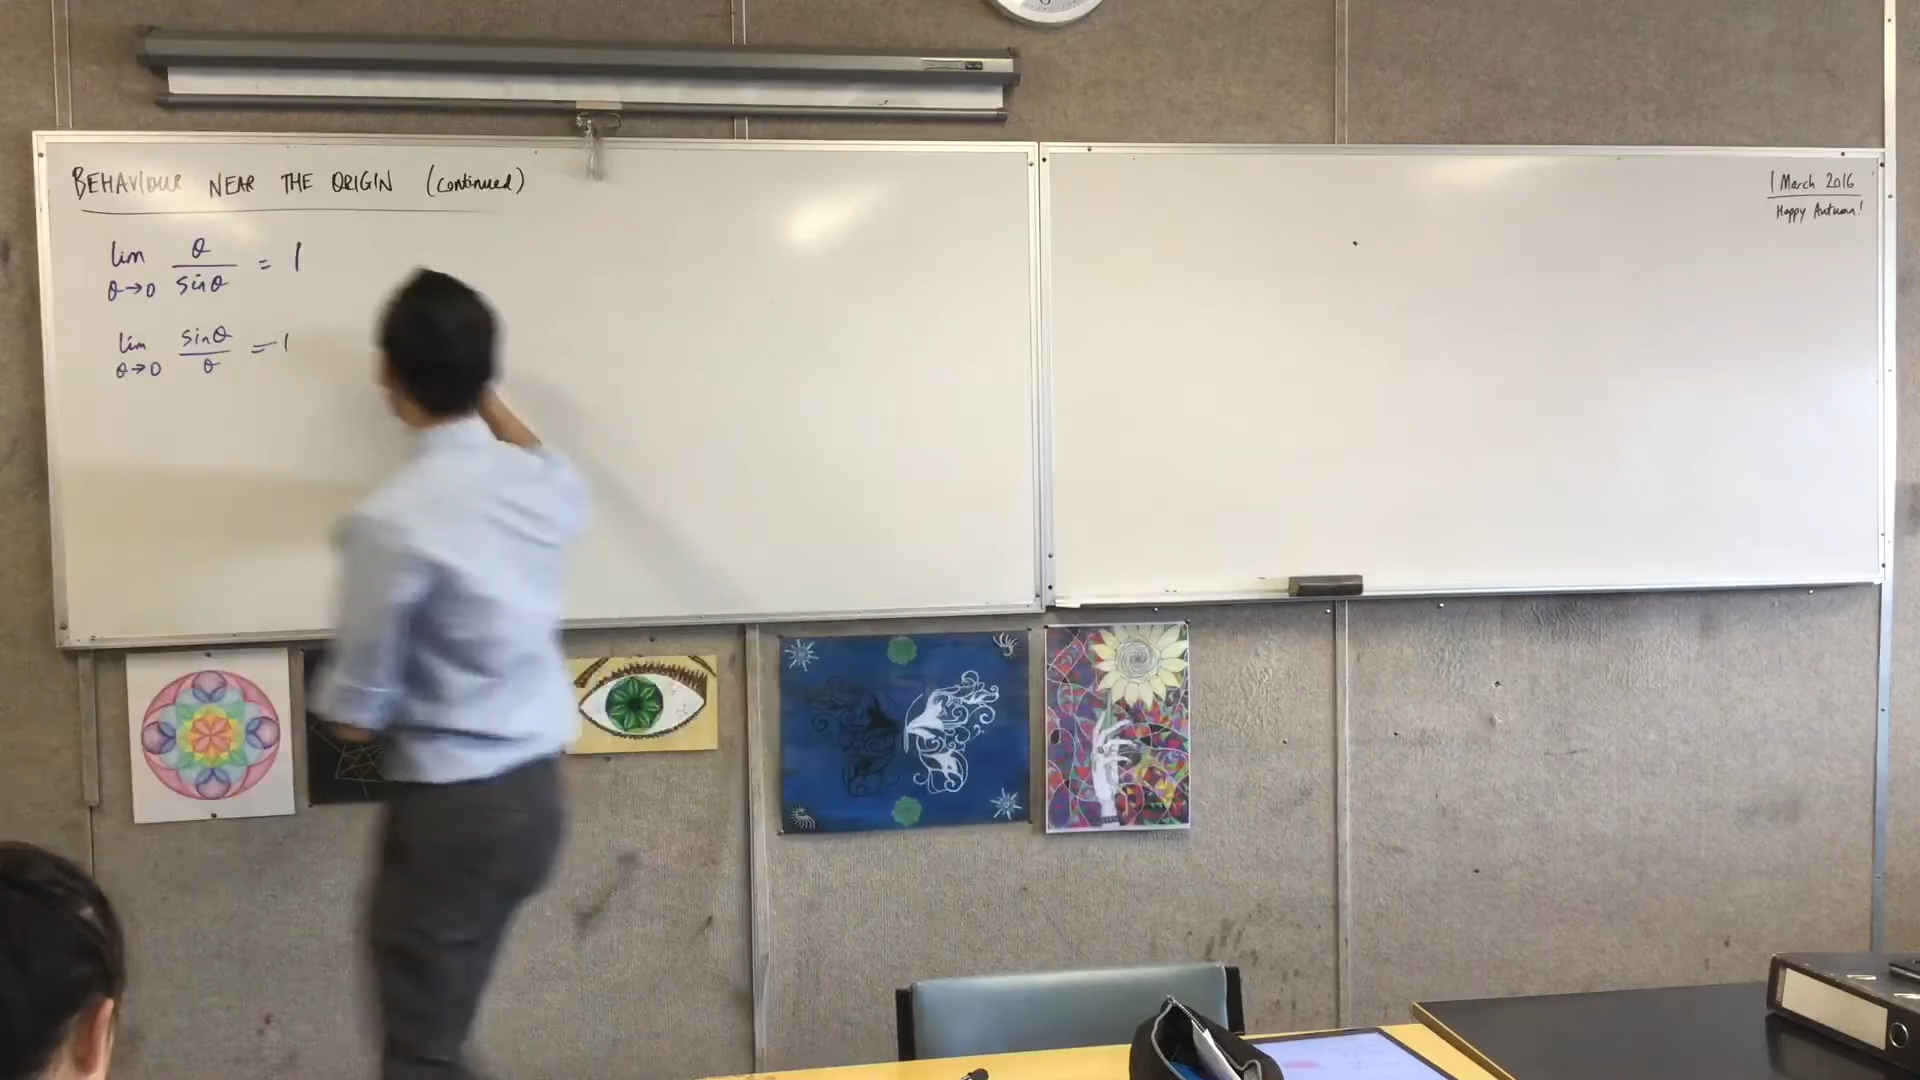 BEHAVIOUR NEAR THE ORIGIN (continued)
lim θ→0 θ/sinθ = 1
lim θ→0 sinθ/θ = 1
1 March 2016
Happy Autumn!